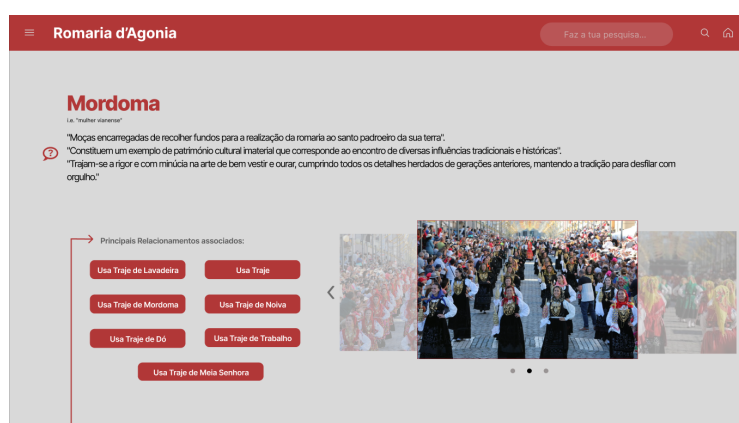 Romaria d'Agonia
Faz a tua pesquisa...
Mordoma
i.e. "mulher vianense"
"Moças encarregadas de recolher fundos para a realização da romaria ao santo padroeiro da sua terra".
"Constituem um exemplo de património cultural imaterial que corresponde ao encontro de diversas influências tradicionais e históricas".
"Trajam-se a rigor e com minúcia na arte de bem vestir e ourar, cumprindo todos os detalhes herdados de gerações anteriores, mantendo a tradição para desfilar com
orgulho."
Principais Relacionamentos associados:
Usa Traje de Lavadeira
Usa Traje
Usa Traje de Mordoma
Usa Traje de Noiva
Usa Traje de Dó
Usa Traje de Trabalho
Usa Traje de Meia Senhora